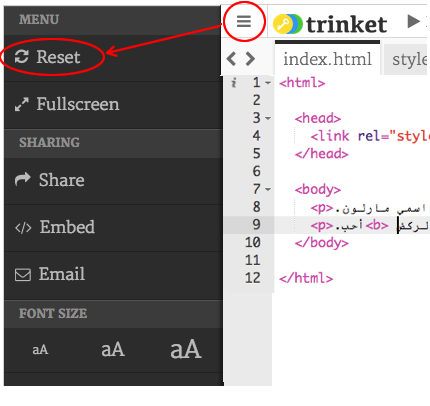 MENU
Reset
Fullscreen
SHARING
Share
Embed
Email
FONT SIZE
aA aA aA
trinket
index.html style
1 <html>
2
3 <head>
4 <link rel="style
5 </head>
6
7 <body>
8 <p>.اسمي مارلون
9 <p>.أحب<b>
10 </body>
11
12 </html>